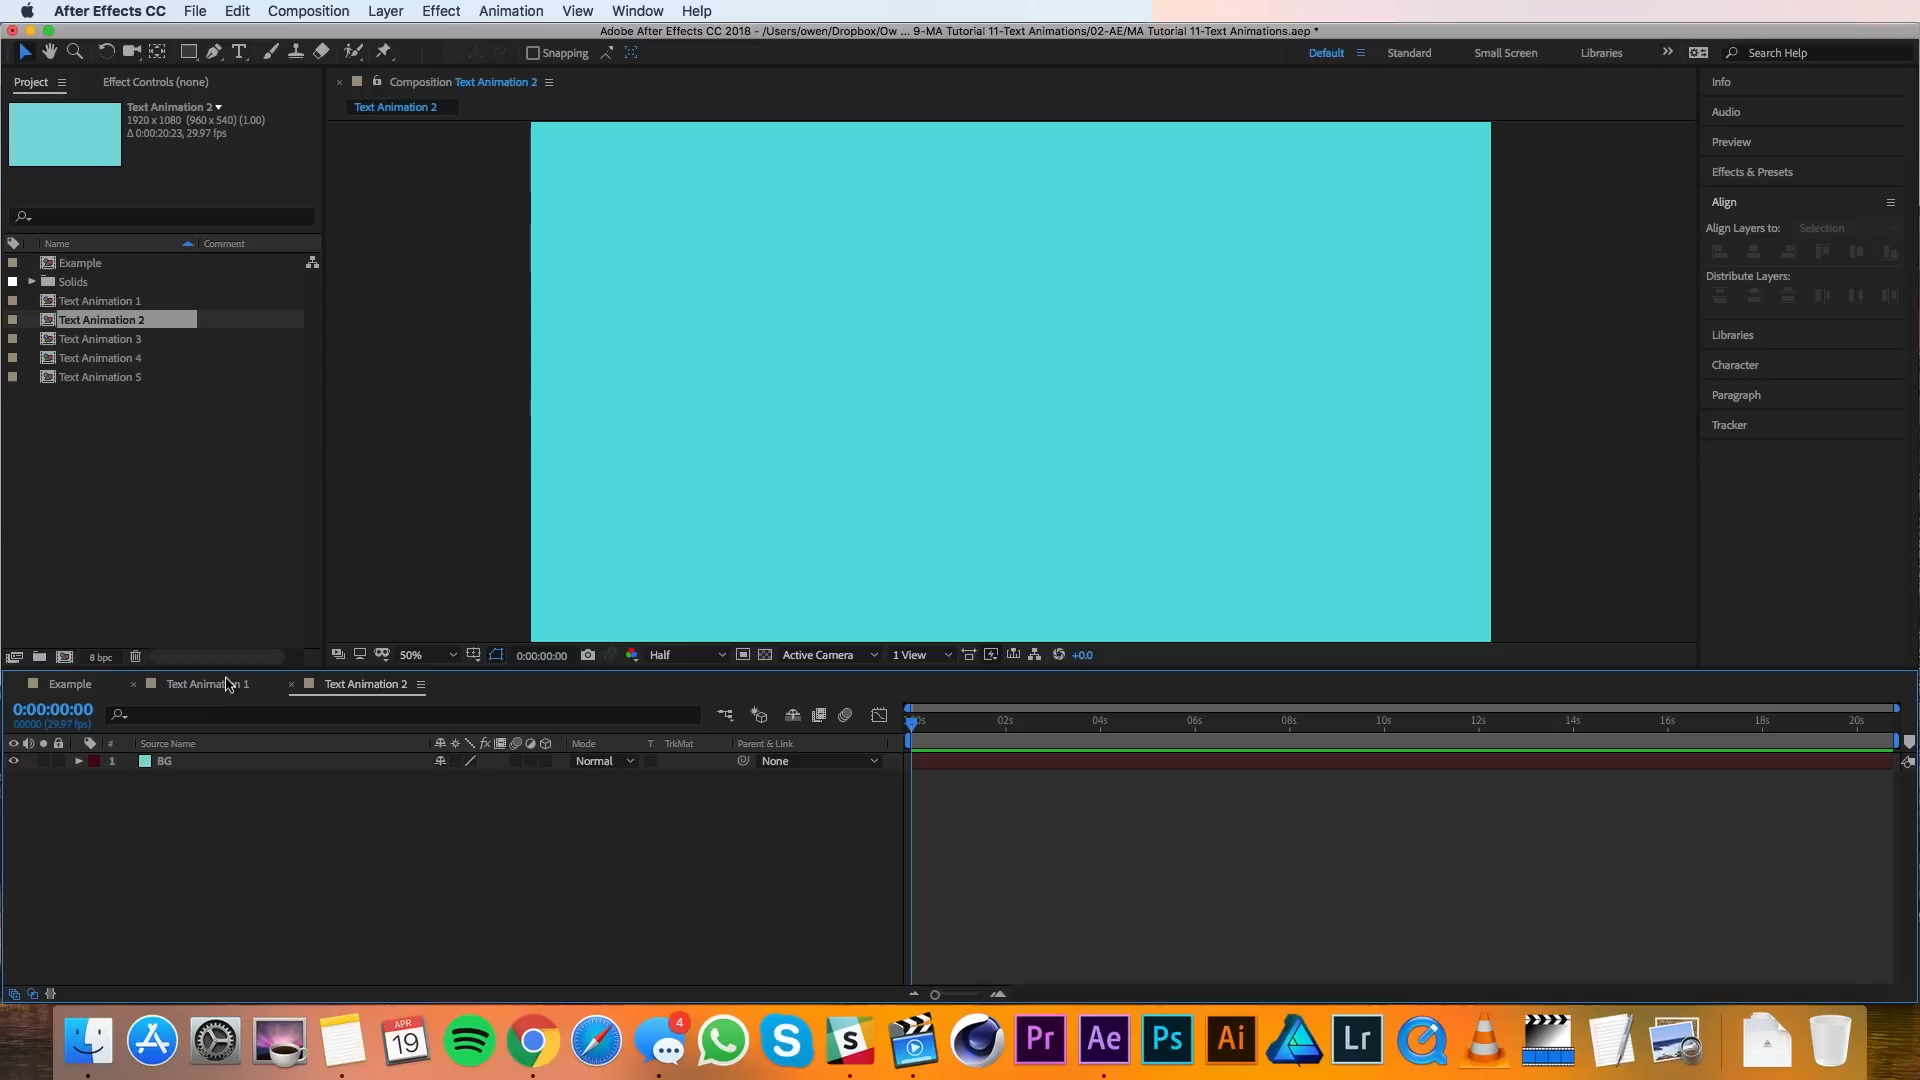 After Effects CC File Edit Composition Layer Effect Animation View Window Help
Adobe After Effects CC 2018 - /Users/owen/Dropbox/Ow ... 9-MA Tutorial 11-Text Animations/02-AE/MA Tutorial 11-Text Animations.aep *
Snapping Default Standard Small Screen Libraries Search Help
Project Effect Controls (none)
Composition Text Animation 2
Text Animation 2
Text Animation 2
1920 x 1080 (960 x 540) (1.00)
Δ 0:00:20:23, 29.97 fps
Name Comment
Example
Solids
Text Animation 1
Text Animation 2
Text Animation 3
Text Animation 4
Text Animation 5
Info
Audio
Preview
Effects & Presets
Align
Align Layers to: Selection
Distribute Layers:
Libraries
Character
Paragraph
Tracker
8 bpc
50% 0:00:00:00 Half Active Camera 1 View +0.0
Example Text Animation 1 Text Animation 2
0:00:00:00
00000 (29.97 fps)
02s 04s 06s 08s 10s 12s 14s 16s 18s 20s
# Source Name fx Mode T TrkMat Parent & Link
1 BG Normal None
APR
19
4
S
S
Pr
Ae
Ps
Ai
Lr